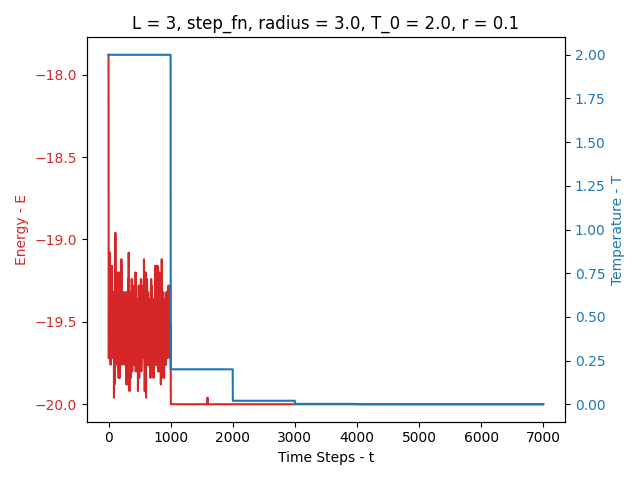 L = 3, step_fn, radius = 3.0, T_0 = 2.0, r = 0.1
−18.0
−18.5
−19.0
−19.5
−20.0
Energy - E
2.00
1.75
1.50
1.25
1.00
0.75
0.50
0.25
0.00
Temperature - T
0 1000 2000 3000 4000 5000 6000 7000
Time Steps - t